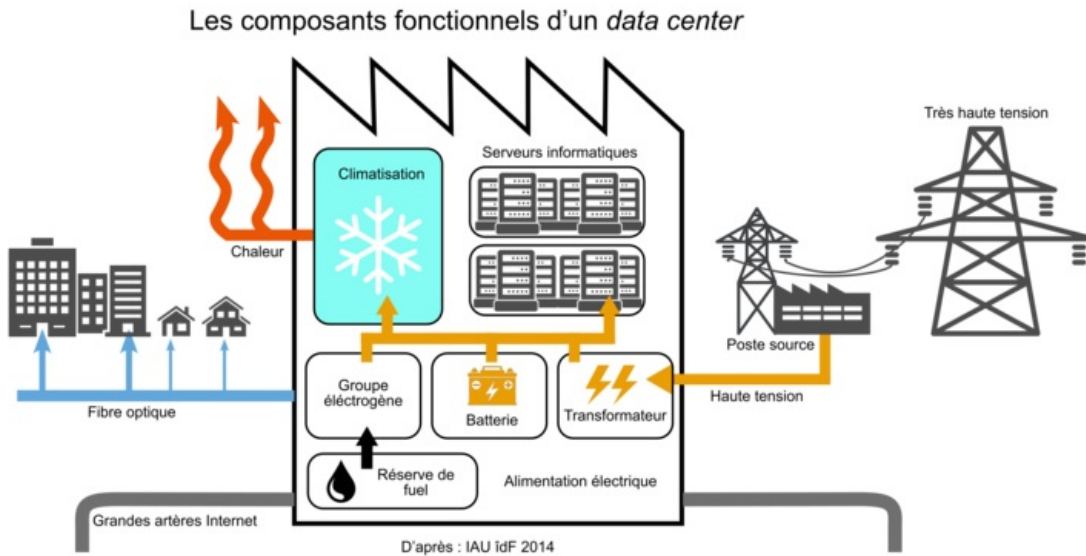 Les composants fonctionnels d'un data center
Très haute tension
Serveurs informatiques
Climatisation
Chaleur
Poste source
Groupe
éléctrogène
Batterie
Transformateur
Haute tension
Fibre optique
Réserve de
fuel
Alimentation électrique
Grandes artères Internet
D'après : IAU îdF 2014